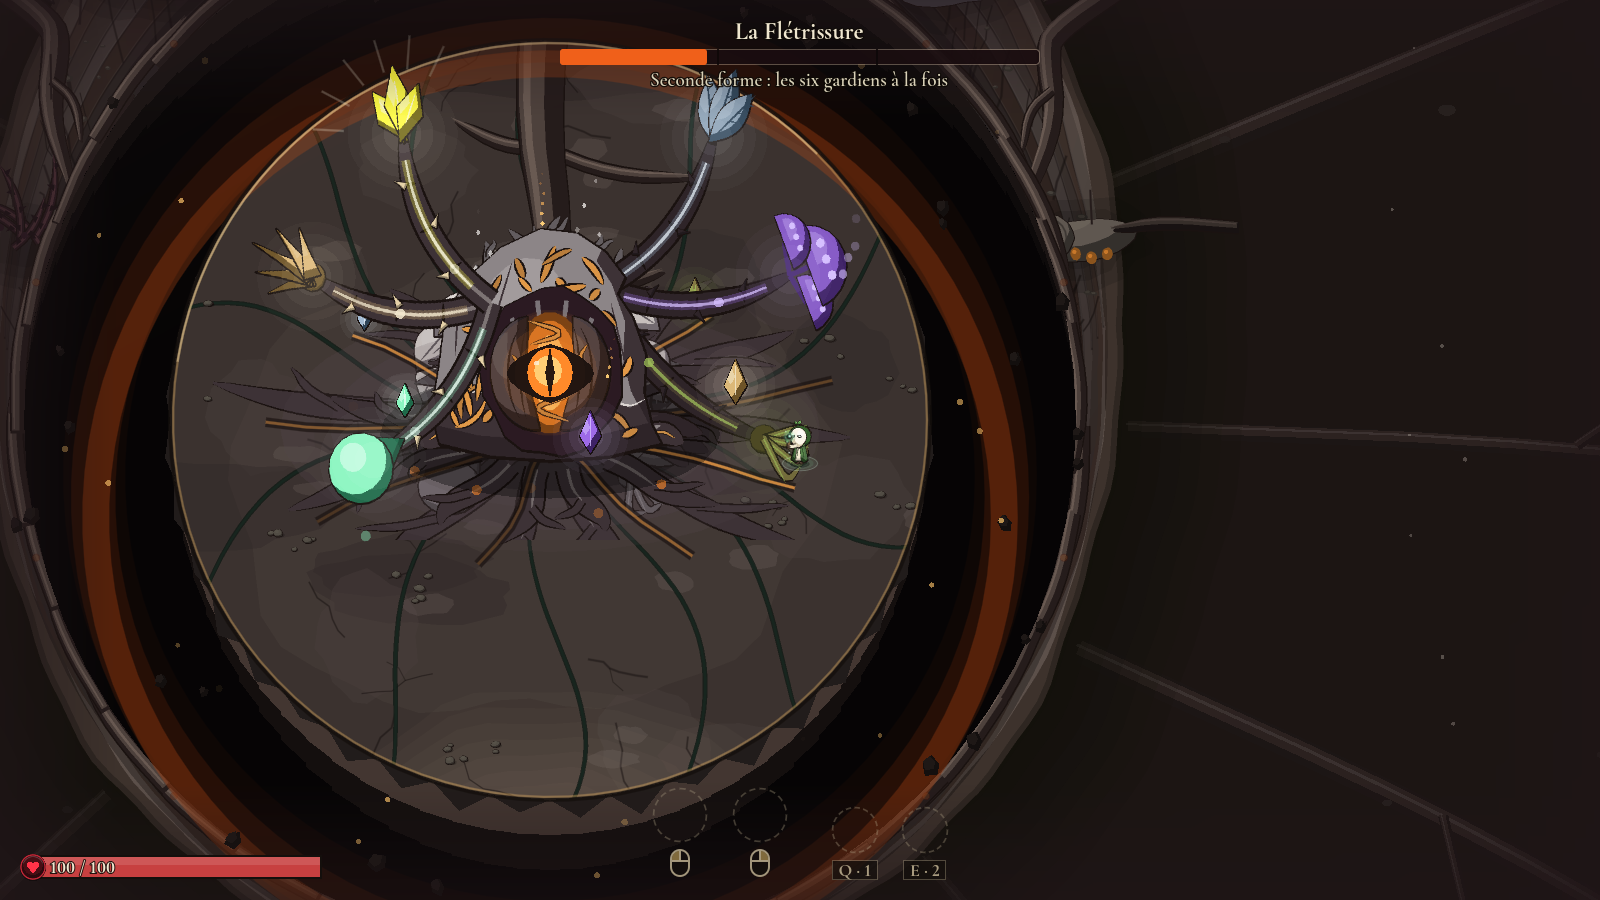 La Flétrissure
Seconde forme : les six gardiens à la fois
100 / 100
Q · 1
E · 2